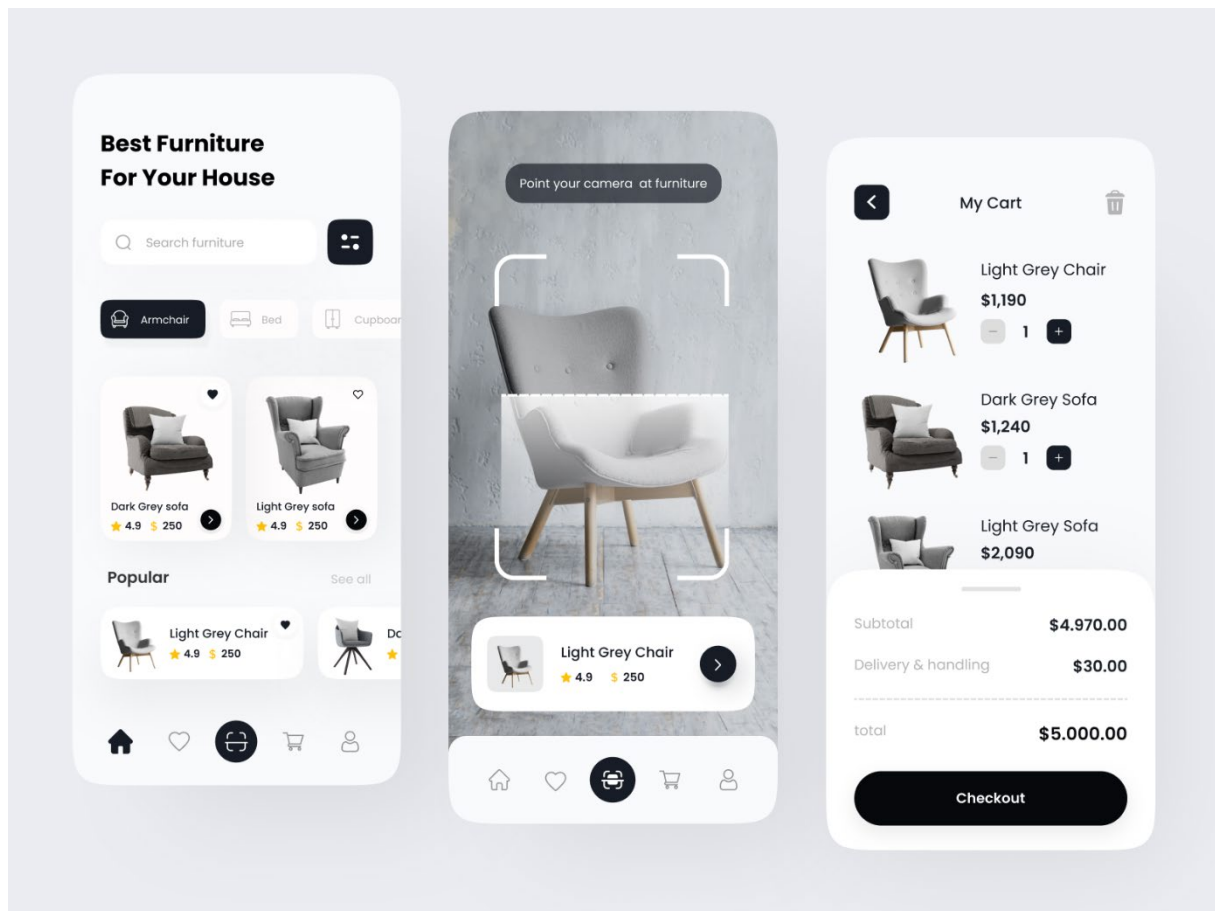 Best Furniture
For Your House
Search furniture
Armchair
Bed
Cupboar
Dark Grey sofa
4.9 $ 250
Light Grey sofa
4.9 $ 250
Popular
See all
Light Grey Chair
4.9 $ 250
Da
Point your camera at furniture
Light Grey Chair
4.9 $ 250
My Cart
Light Grey Chair
$1,190
− 1 +
Dark Grey Sofa
$1,240
− 1 +
Light Grey Sofa
$2,090
Subtotal
$4.970.00
Delivery & handling
$30.00
total
$5.000.00
Checkout